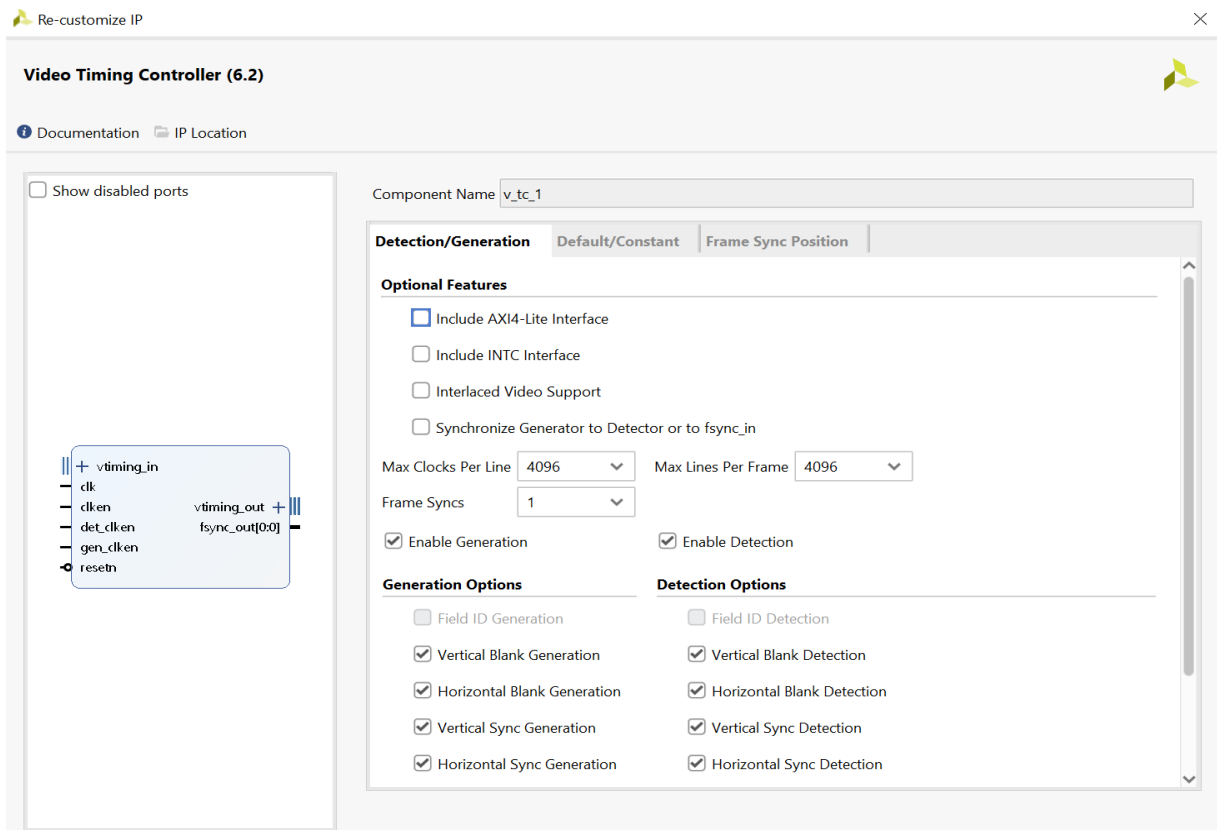 Re-customize IP
Video Timing Controller (6.2)
Documentation IP Location
Show disabled ports
vtiming_in
clk
clken
det_clken
gen_clken
resetn
vtiming_out
fsync_out[0:0]
Component Name v_tc_1
Detection/Generation Default/Constant Frame Sync Position
Optional Features
Include AXI4-Lite Interface
Include INTC Interface
Interlaced Video Support
Synchronize Generator to Detector or to fsync_in
Max Clocks Per Line 4096 Max Lines Per Frame 4096
Frame Syncs 1
Enable Generation Enable Detection
Generation Options Detection Options
Field ID Generation Field ID Detection
Vertical Blank Generation Vertical Blank Detection
Horizontal Blank Generation Horizontal Blank Detection
Vertical Sync Generation Vertical Sync Detection
Horizontal Sync Generation Horizontal Sync Detection